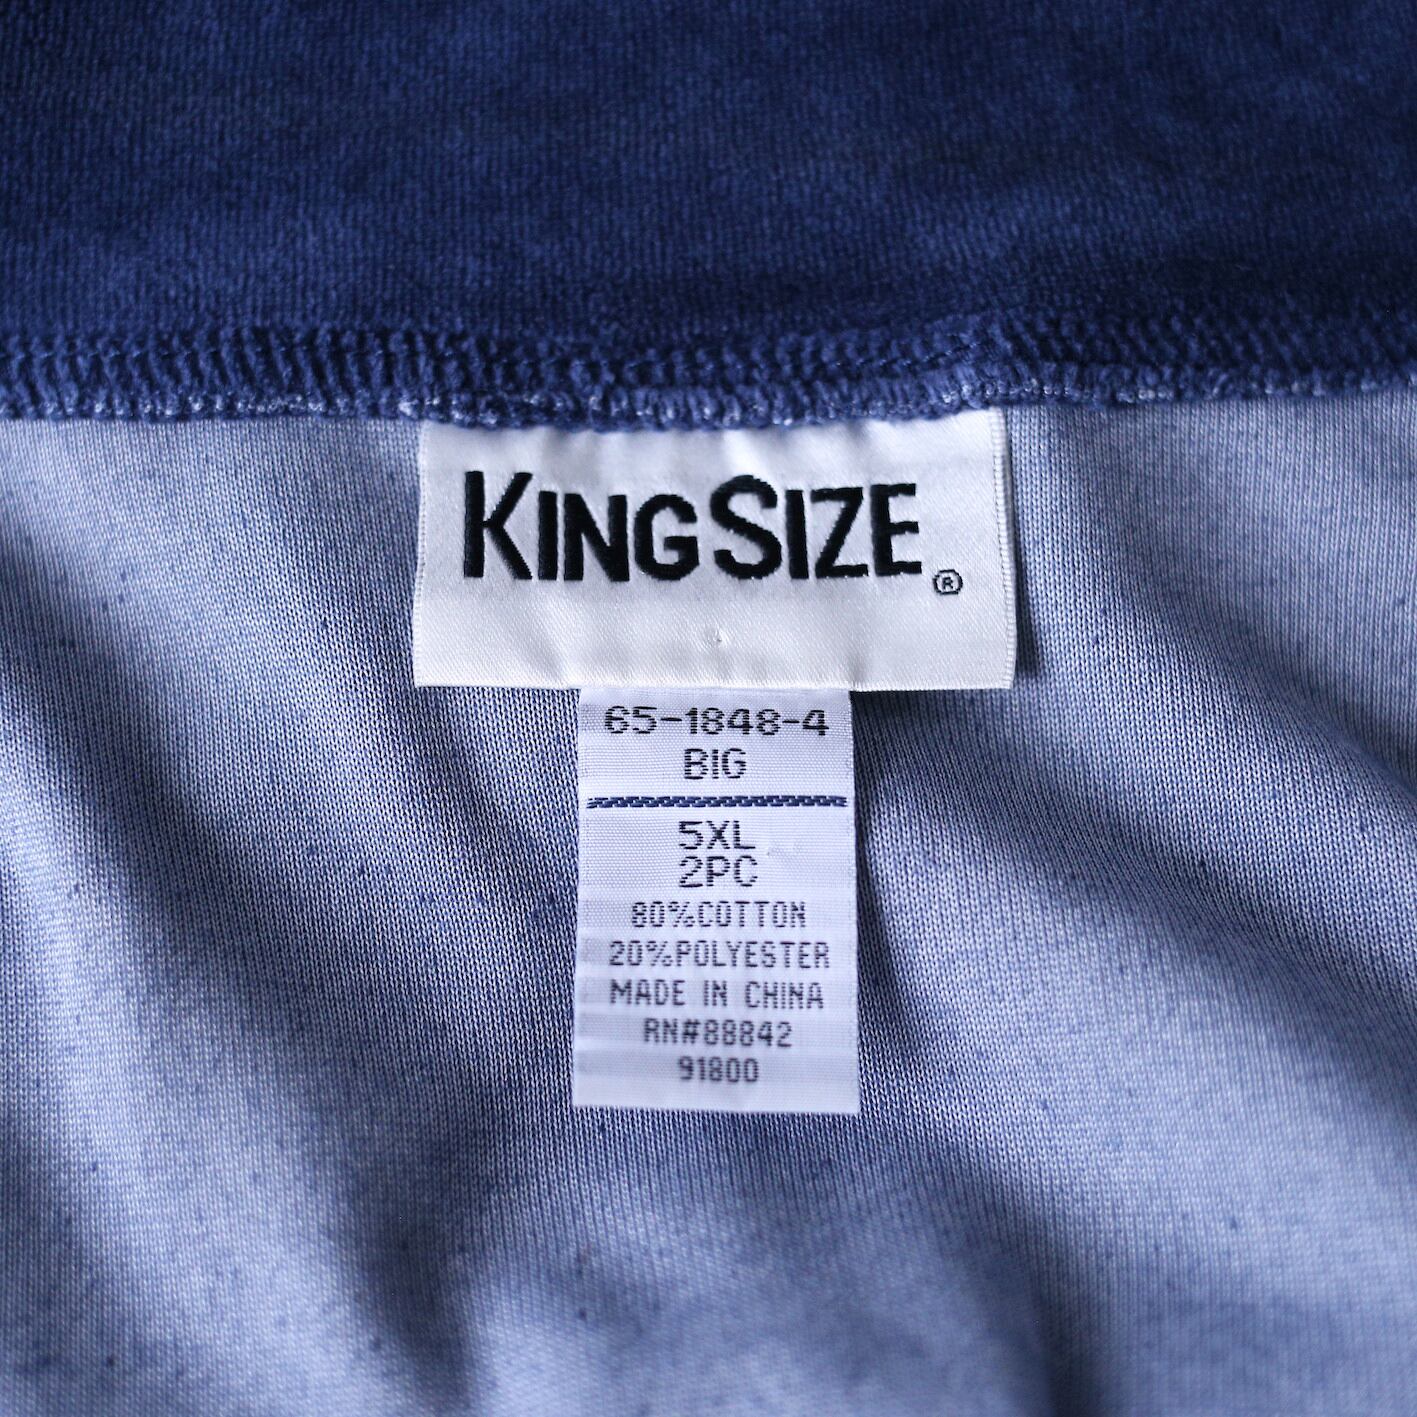 KINGSIZE®
65-1848-4
BIG
5XL
2PC
80%COTTON
20%POLYESTER
MADE IN CHINA
RN#88842
91800